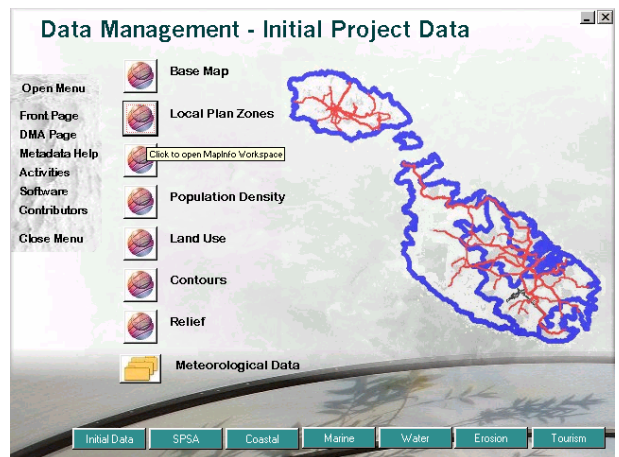 Data Management - Initial Project Data
Open Menu
Front Page
DMA Page
Metadata Help
Activities
Software
Contributors
Close Menu
Base Map
Local Plan Zones
Click to open MapInfo Workspace
Population Density
Land Use
Contours
Relief
Meteorological Data
Initial Data
SPSA
Coastal
Marine
Water
Erosion
Tourism